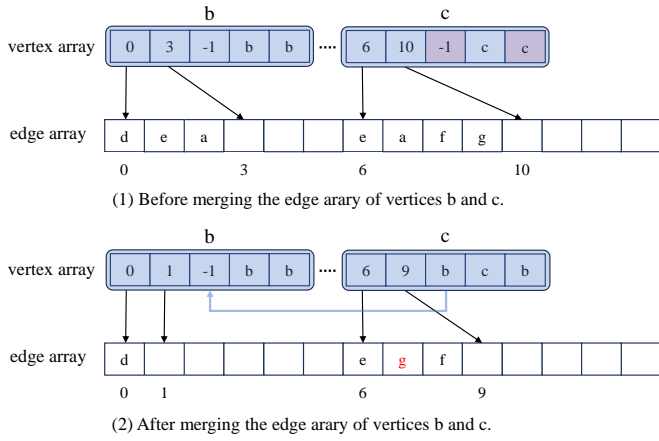 b c
vertex array 0 3 -1 b b .... 6 10 -1 c c
edge array d e a e a f g
0 3 6 10
(1) Before merging the edge arary of vertices b and c.
b c
vertex array 0 1 -1 b b .... 6 9 b c b
edge array d e g f
0 1 6 9
(2) After merging the edge arary of vertices b and c.